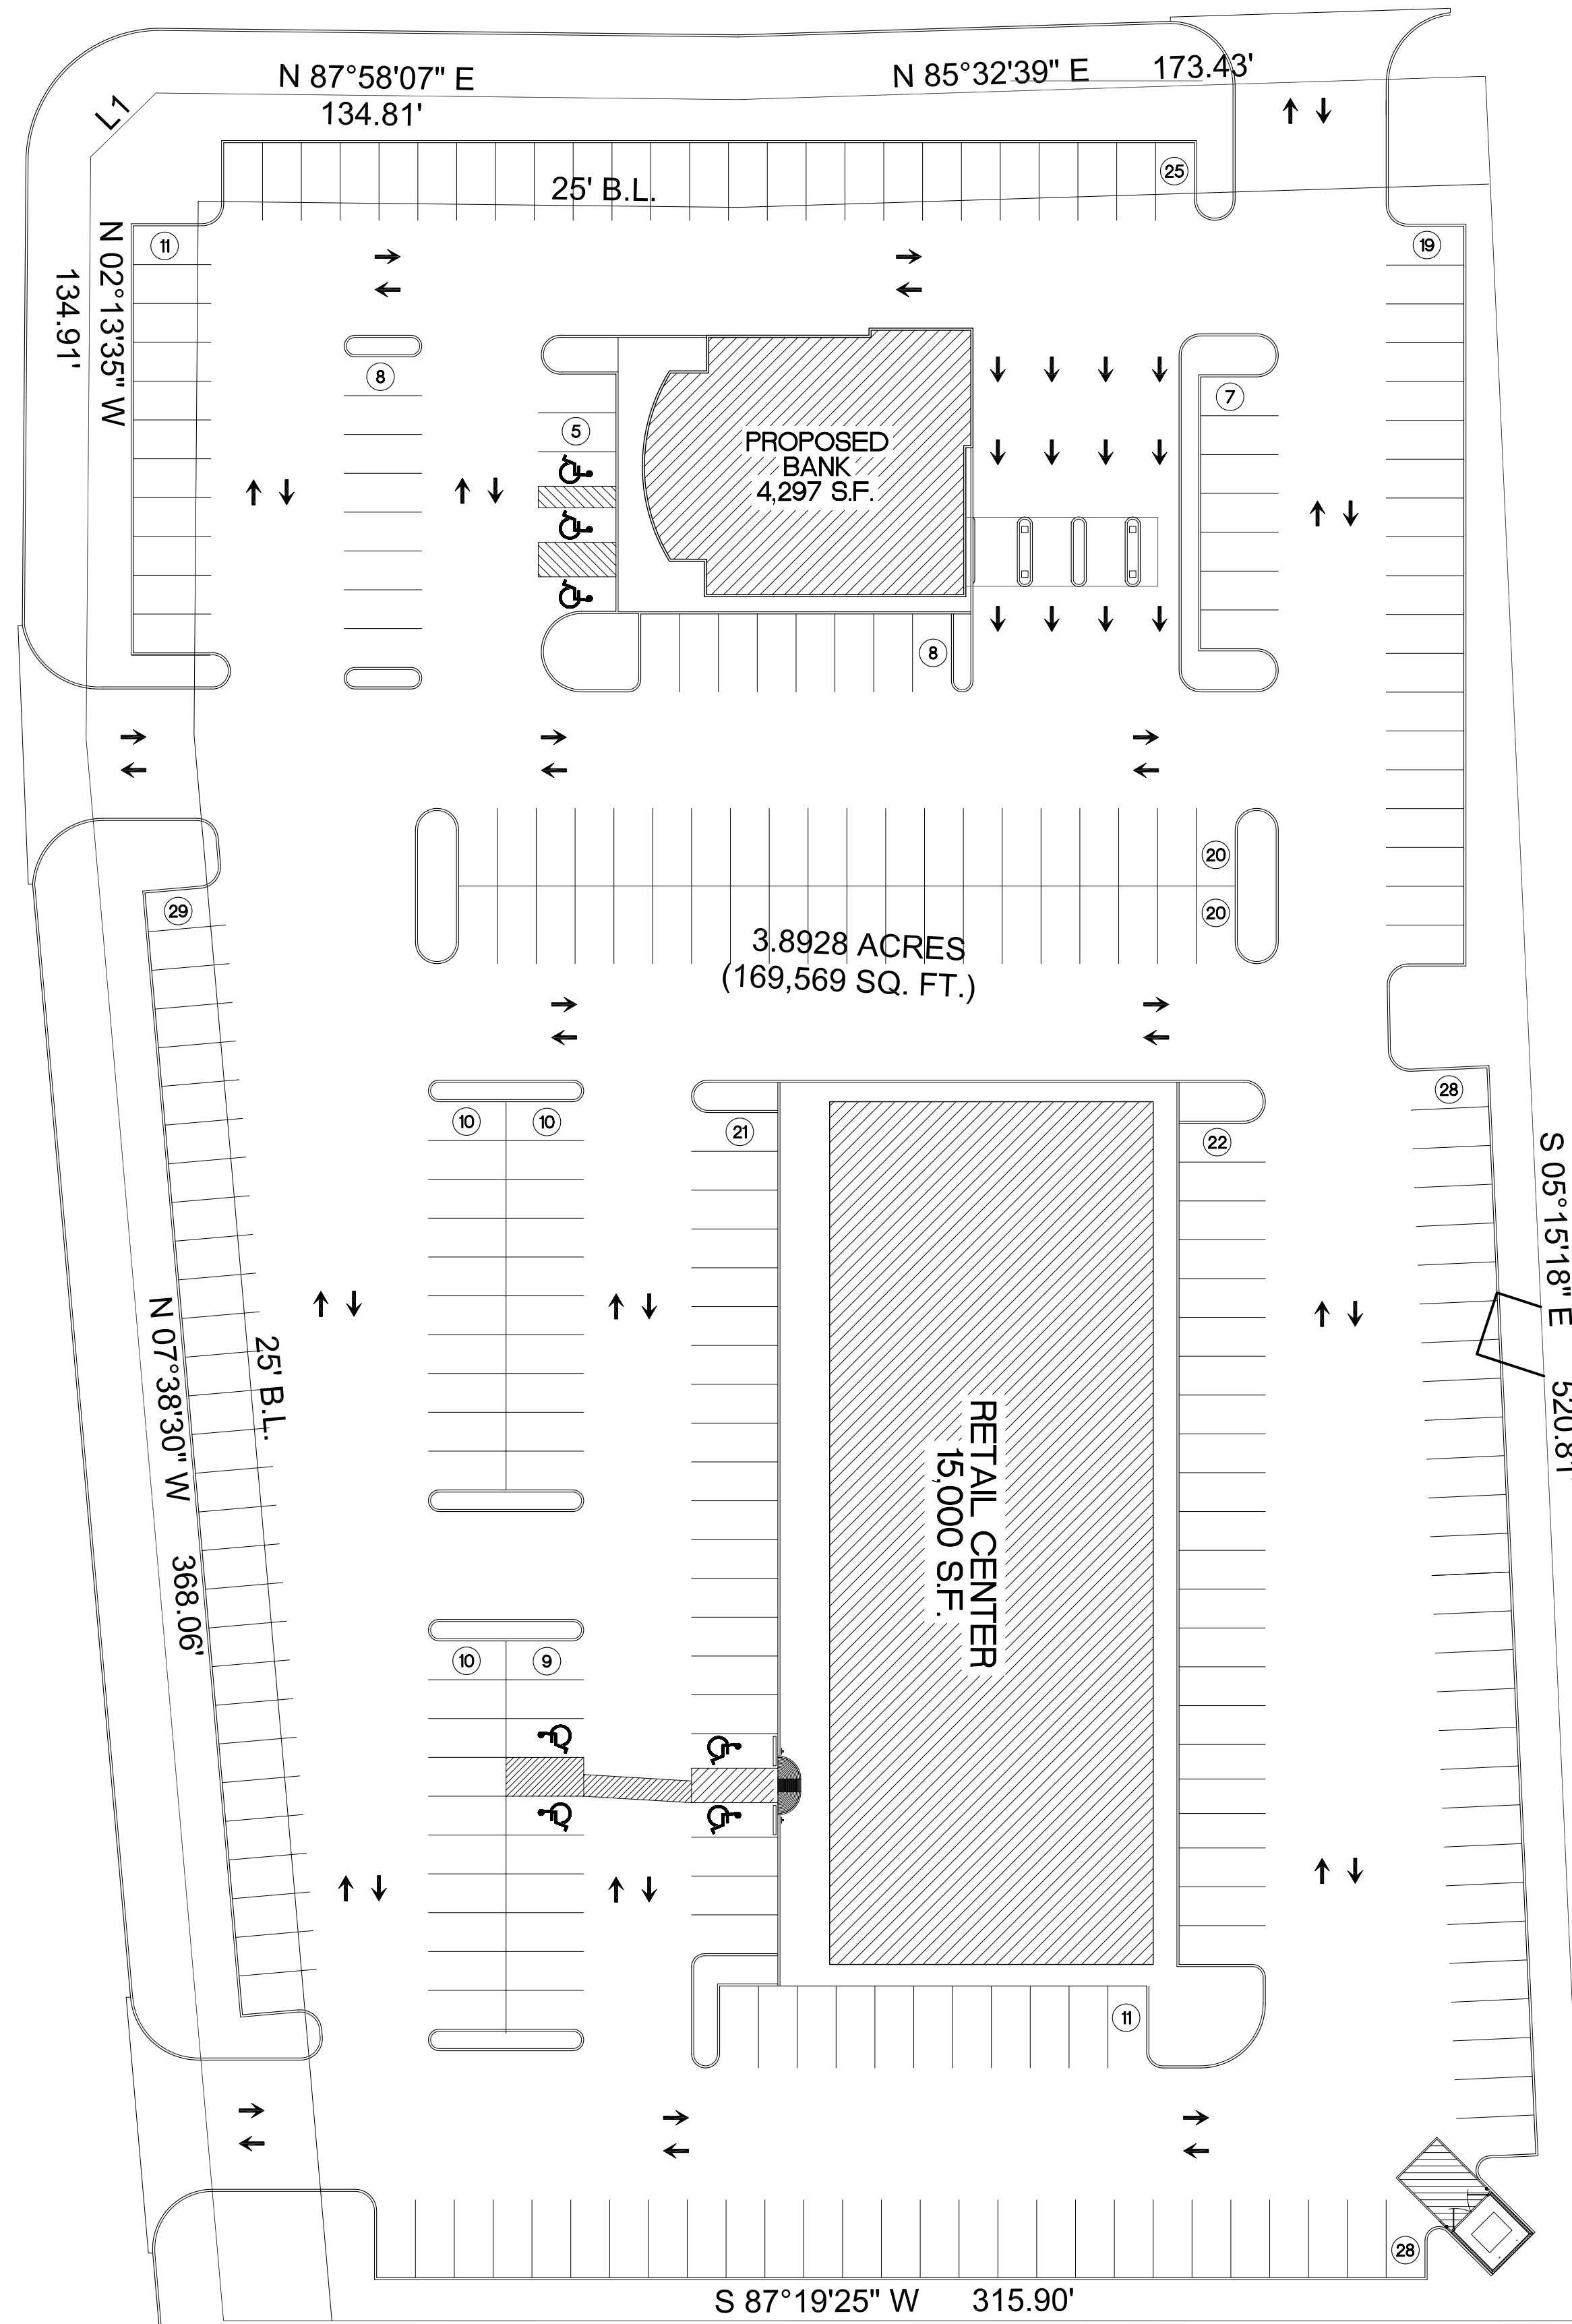 N 87°58'07" E
134.81'
N 85°32'39" E 173.43'
L1
25
25' B.L.
11
19
N 02°13'35" W
134.91'
8
5
7
PROPOSED
BANK
4,297 S.F.
8
20
29
20
3.8928 ACRES
(169,569 SQ. FT.)
28
10
10
21
22
S 05°15'18" E 520.81'
N 07°38'30" W 368.06'
25' B.L.
RETAIL CENTER
15,000 S.F.
10
9
11
28
S 87°19'25" W 315.90'